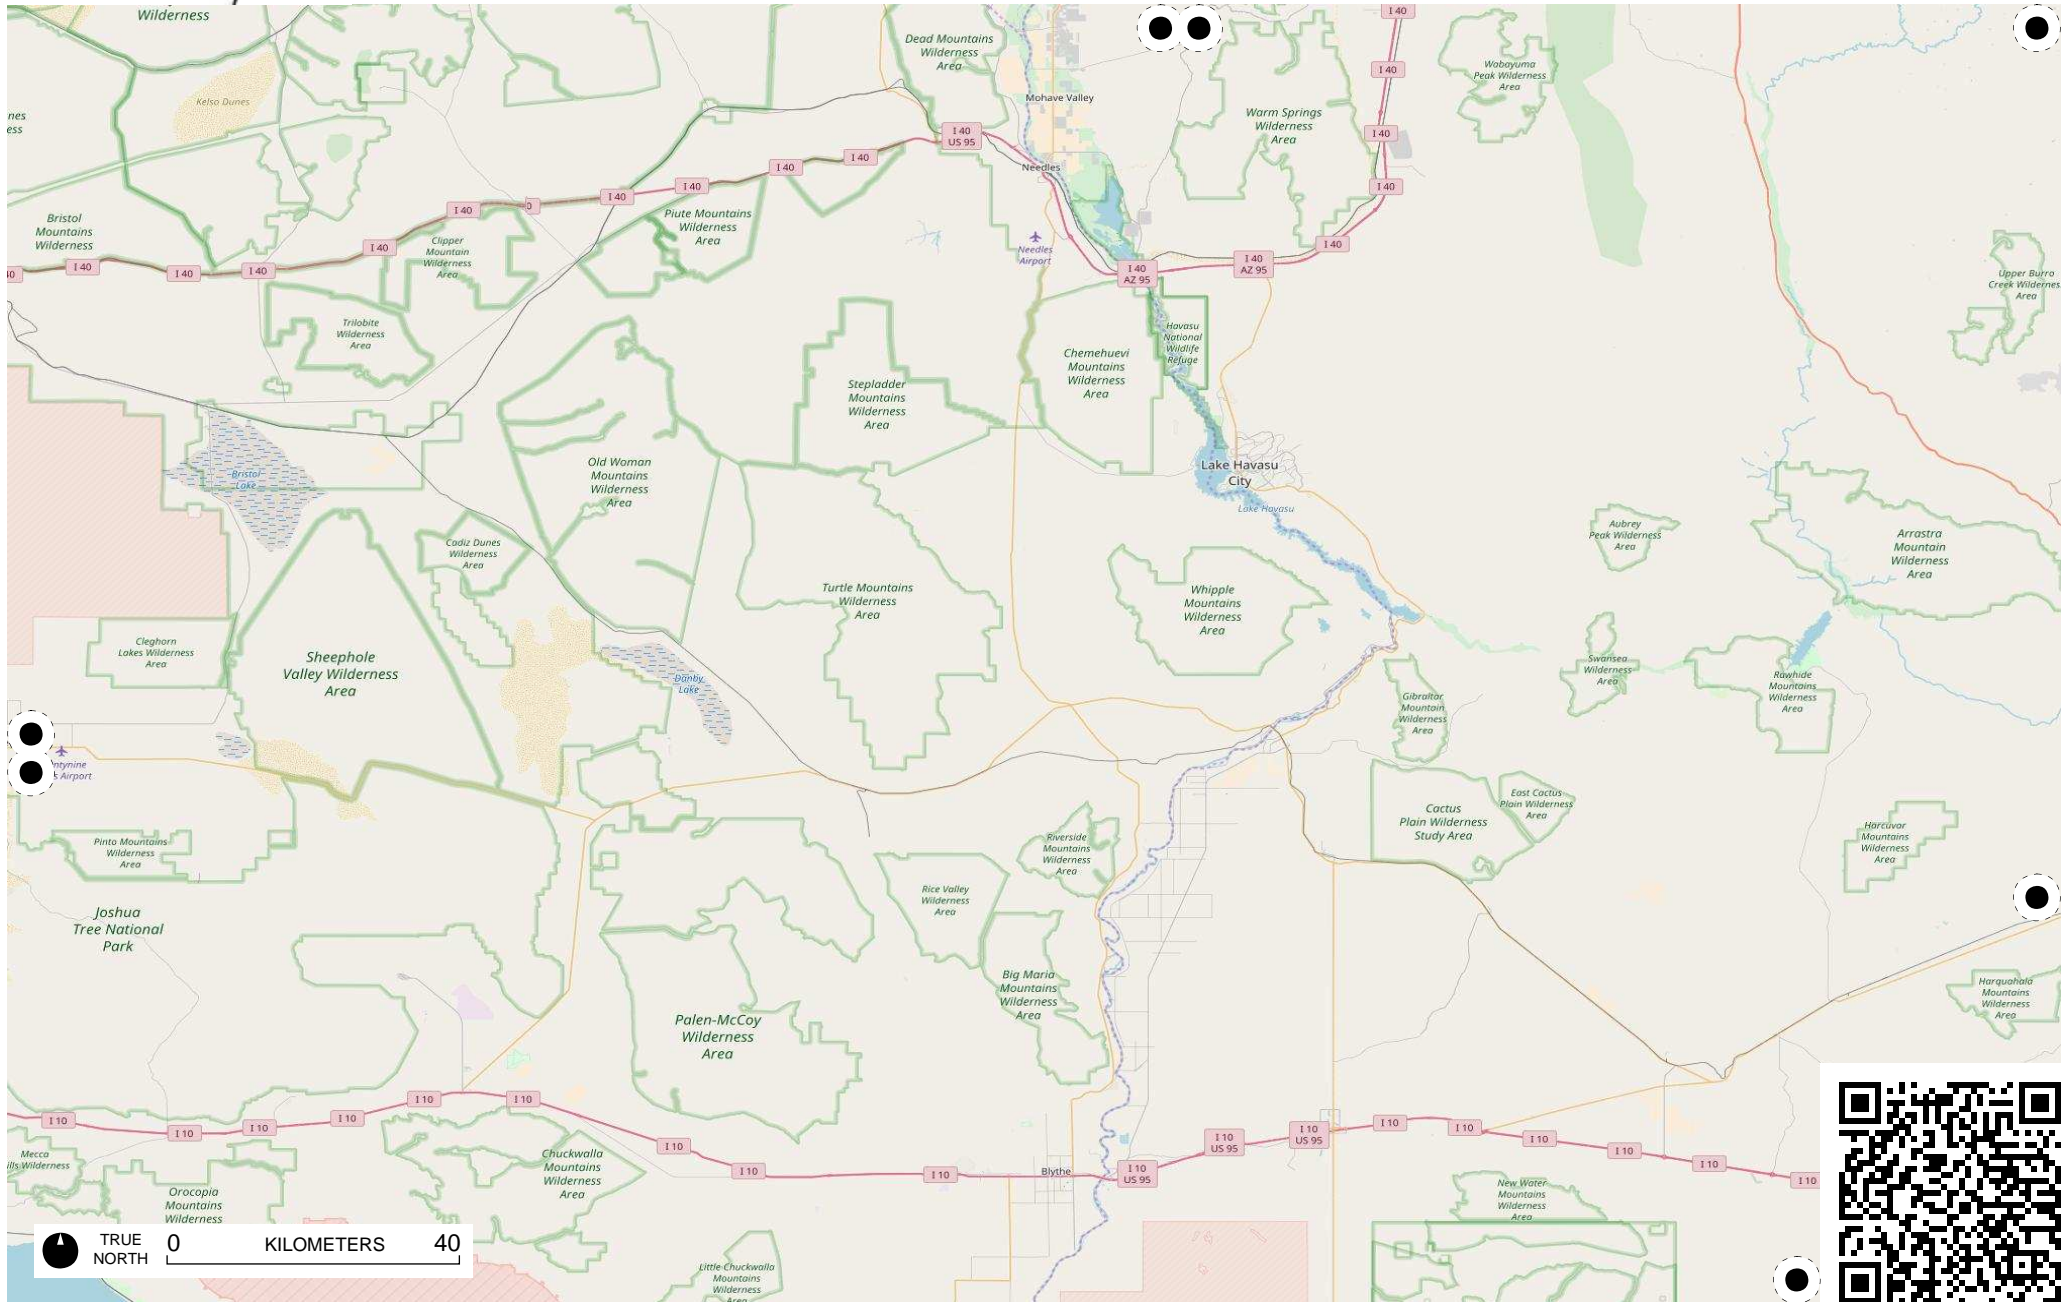 Wilderness
Kelso Dunes
Dead Mountains
Wilderness
Area
Mohave Valley
I 40
Wabayuma
Peak Wilderness
Area
I 40
Warm Springs
Wilderness
Area
I 40
I 40
US 95
I 40
I 40
I 40
I 40
I 40
I 40
Needles
Bristol
Mountains
Wilderness
Piute Mountains
Wilderness
Area
Clipper
Mountain
Wilderness
Area
I 40
I 40
I 40
I 40
Needles
Airport
I 40
AZ 95
I 40
AZ 95
I 40
Upper Burro
Creek Wilderness
Area
Trilobite
Wilderness
Area
Havasu
National
Wildlife
Refuge
Chemehuevi
Mountains
Wilderness
Area
Stepladder
Mountains
Wilderness
Area
Bristol
Lake
Old Woman
Mountains
Wilderness
Area
Lake Havasu
City
Lake Havasu
Cadiz Dunes
Wilderness
Area
Aubrey
Peak Wilderness
Area
Arrastra
Mountain
Wilderness
Area
Turtle Mountains
Wilderness
Area
Whipple
Mountains
Wilderness
Area
Cleghorn
Lakes Wilderness
Area
Sheephole
Valley Wilderness
Area
Danby
Lake
Swansea
Wilderness
Area
Rawhide
Mountains
Wilderness
Area
Gibraltar
Mountain
Wilderness
Area
ntynine
s Airport
Cactus
Plain Wilderness
Study Area
East Cactus
Plain Wilderness
Area
Pinto Mountains
Wilderness
Area
Riverside
Mountains
Wilderness
Area
Harcuvar
Mountains
Wilderness
Area
Rice Valley
Wilderness
Area
Joshua
Tree National
Park
Big Maria
Mountains
Wilderness
Area
Harquahala
Mountains
Wilderness
Area
Palen-McCoy
Wilderness
Area
I 10
I 10
I 10
I 10
I 10
I 10
I 10
I 10
I 10
Blythe
I 10
US 95
I 10
US 95
I 10
US 95
I 10
I 10
I 10
I 10
I 10
I 10
Mecca
ills Wilderness
Orocopia
Mountains
Wilderness
Chuckwalla
Mountains
Wilderness
Area
New Water
Mountains
Wilderness
Area
Little Chuckwalla
Mountains
Wilderness
Area
TRUE
NORTH
0 KILOMETERS 40